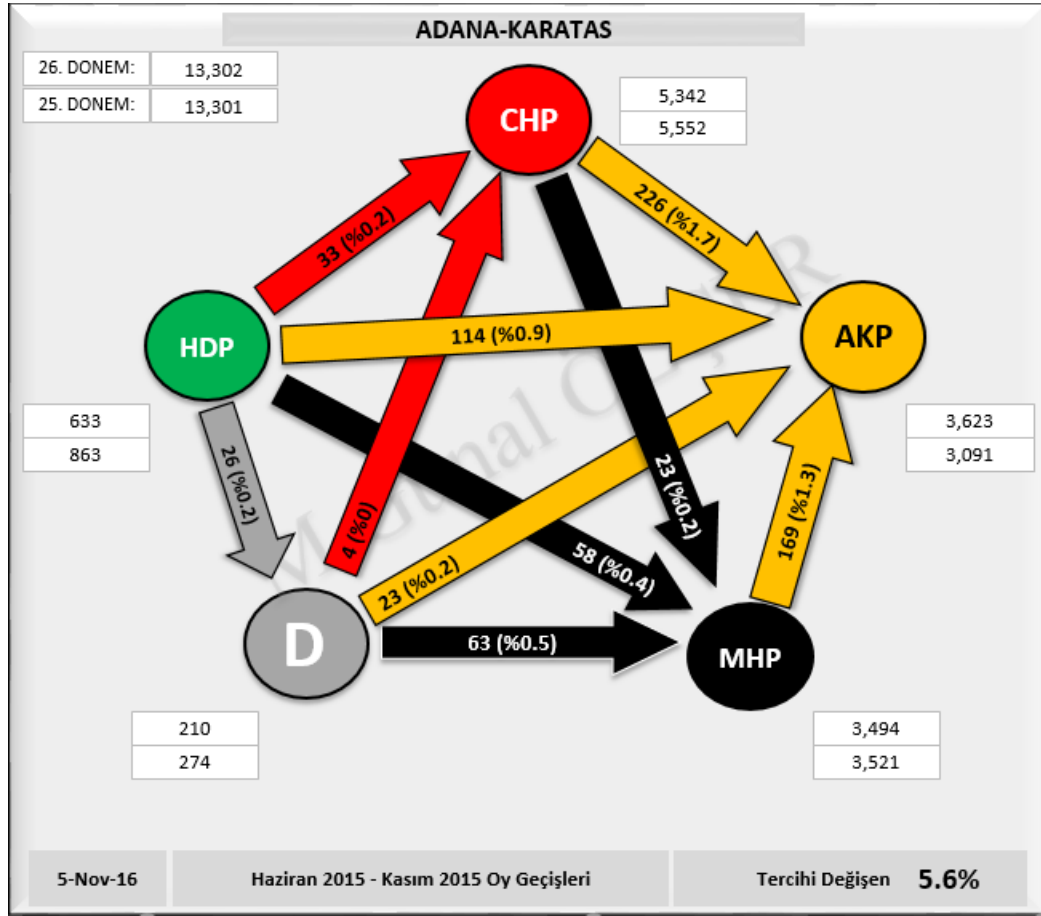 ADANA-KARATAS
26. DONEM: 13,302
25. DONEM: 13,301
CHP
5,342
5,552
33 (%0.2)
226 (%1.7)
HDP
114 (%0.9)
AKP
633
863
3,623
3,091
26 (%0.2)
4 (%0)
23 (%0.2)
169 (%1.3)
58 (%0.4)
23 (%0.2)
D
63 (%0.5)
MHP
210
274
3,494
3,521
5-Nov-16
Haziran 2015 - Kasım 2015 Oy Geçişleri
Tercihi Değişen 5.6%